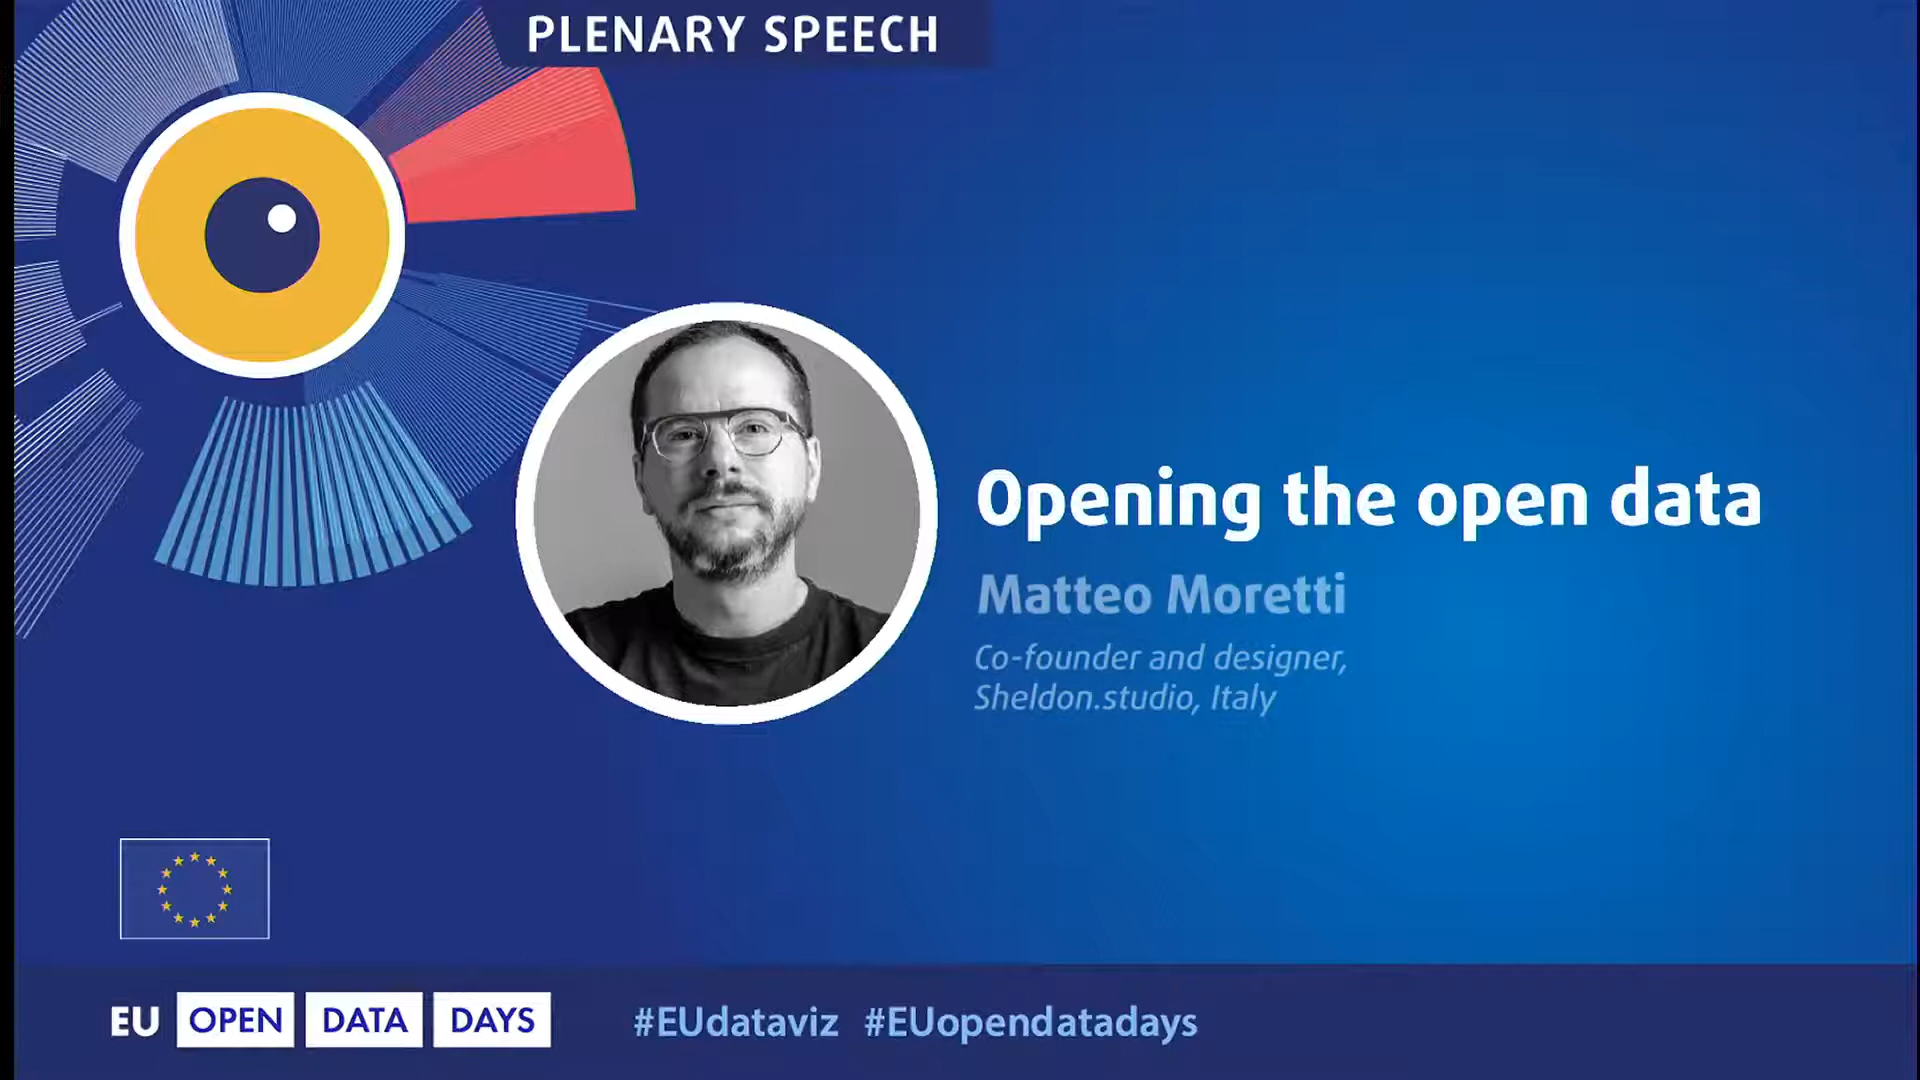 PLENARY SPEECH
Opening the open data
Matteo Moretti
Co-founder and designer,
Sheldon.studio, Italy
EU OPEN DATA DAYS
#EUdataviz #EUopendatadays